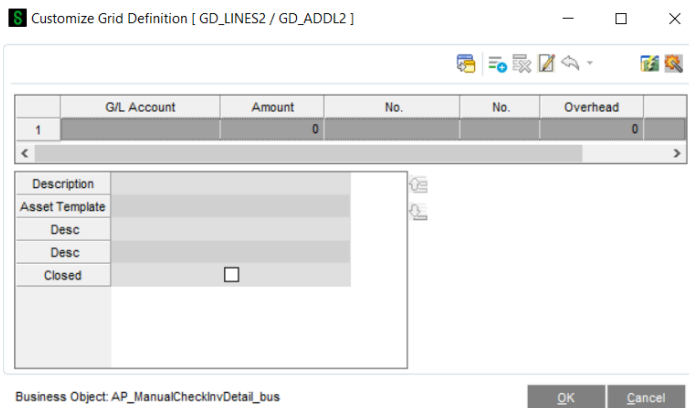 S Customize Grid Definition [ GD_LINES2 / GD_ADDL2 ]
G/L Account Amount No. No. Overhead
1 0 0
Description
Asset Template
Desc
Desc
Closed
Business Object: AP_ManualCheckInvDetail_bus
OK Cancel